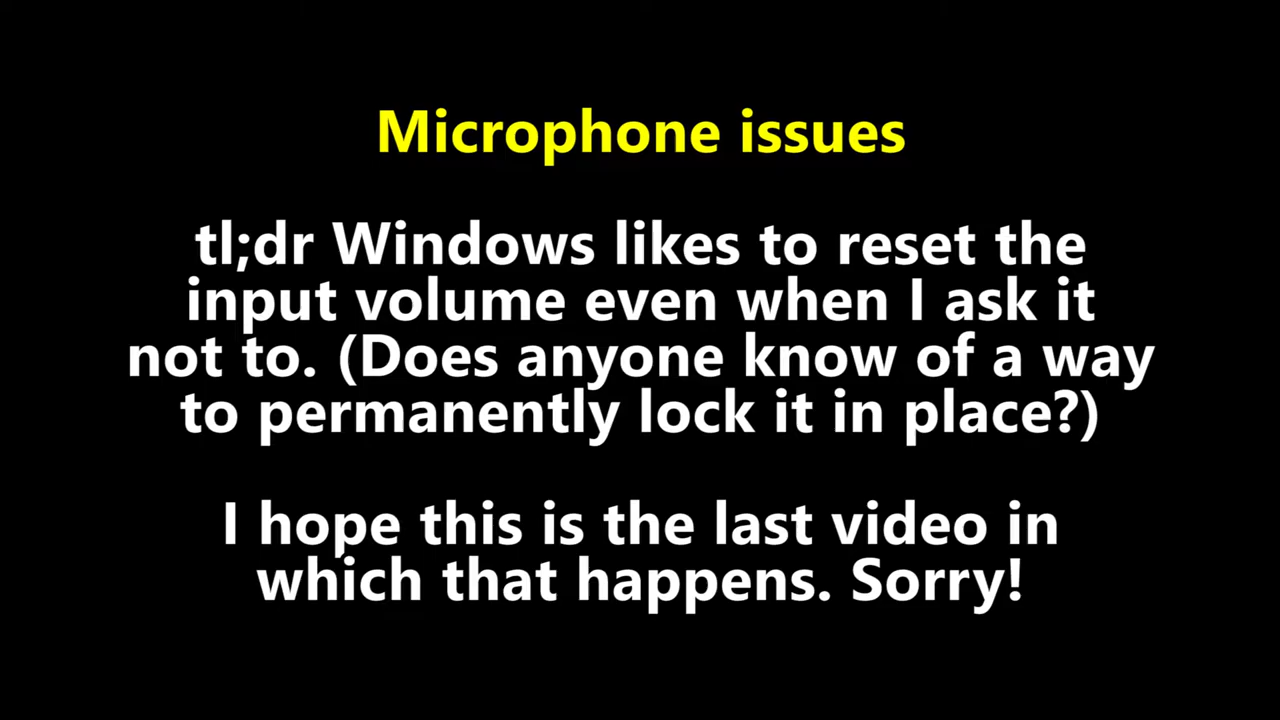 Microphone issues
tl;dr Windows likes to reset the
input volume even when I ask it
not to. (Does anyone know of a way
to permanently lock it in place?)
I hope this is the last video in
which that happens. Sorry!